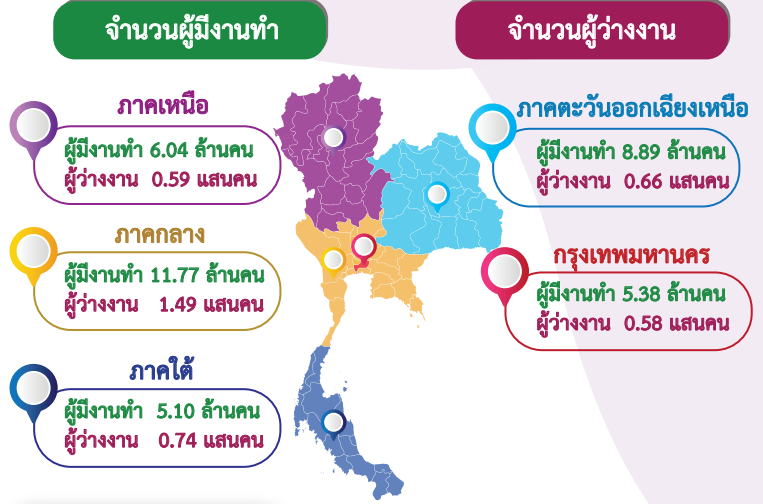 จำนวนผู้มีงานทำ
จำนวนผู้ว่างงาน
ภาคเหนือ
ผู้มีงานทำ 6.04 ล้านคน
ผู้ว่างงาน 0.59 แสนคน
ภาคตะวันออกเฉียงเหนือ
ผู้มีงานทำ 8.89 ล้านคน
ผู้ว่างงาน 0.66 แสนคน
ภาคกลาง
ผู้มีงานทำ 11.77 ล้านคน
ผู้ว่างงาน 1.49 แสนคน
กรุงเทพมหานคร
ผู้มีงานทำ 5.38 ล้านคน
ผู้ว่างงาน 0.58 แสนคน
ภาคใต้
ผู้มีงานทำ 5.10 ล้านคน
ผู้ว่างงาน 0.74 แสนคน